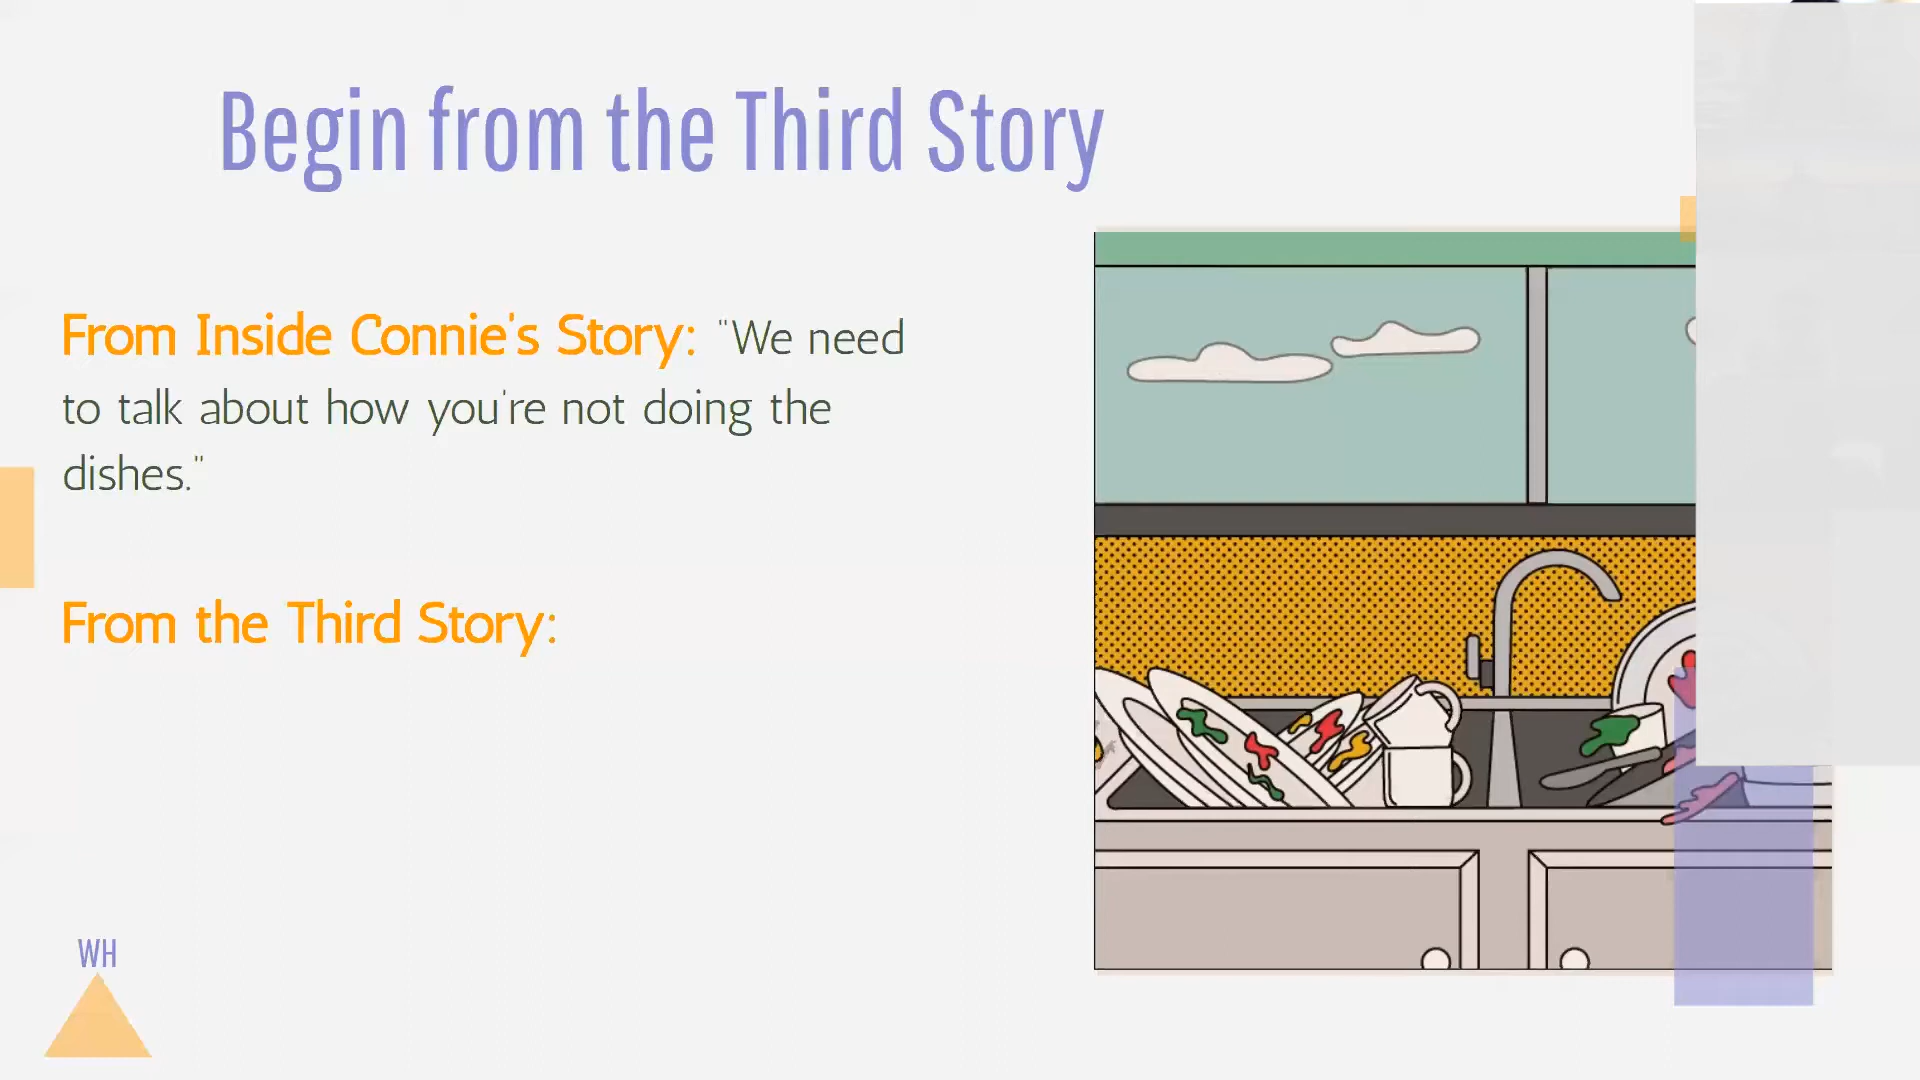 Begin from the Third Story
From Inside Connie's Story: "We need
to talk about how you're not doing the
dishes."
From the Third Story:
WH